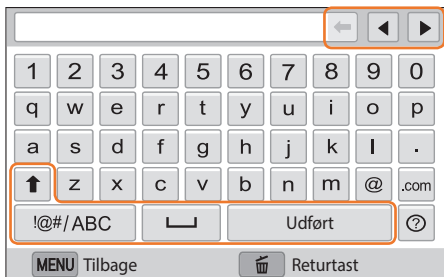 1 2 3 4 5 6 7 8 9 0
q w e r t y u i o p
a s d f g h j k l .
z x c v b n m @ .com
!@#/ABC Udført ?
MENU Tilbage Returtast